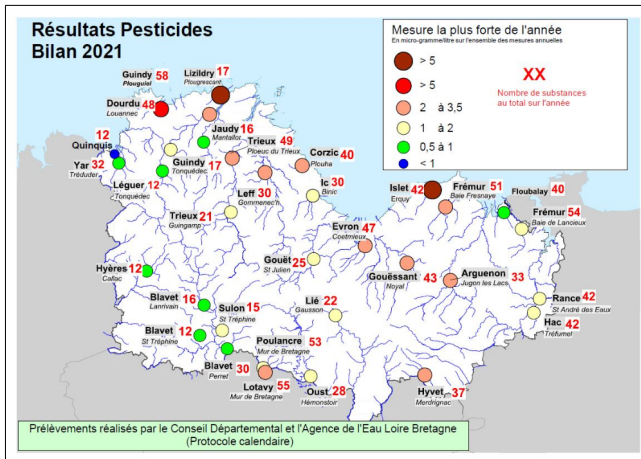 Résultats Pesticides
Bilan 2021
Mesure la plus forte de l'année
En micro-gramme/litre sur l'ensemble des mesures annuelles
> 5
> 5
2 à 3,5
1 à 2
0,5 à 1
< 1
XX
Nombre de substances
au total sur l'année
Guindy 58
Plouguiel
Lizildry 17
Plougrescant
Dourdu 48
Louannec
Jaudy 16
Mantallot
Trieux 49
Ploeuc du Trieux
Corzic 40
Plouha
12
Quinquis
Yar 32
Tréduder
Guindy 17
Tonquédec
Léguer 12
Tonquédec
Leff 30
Gommenec'h
Ic 30
Binic
Islet 42
Erquy
Frémur 51
Baie Fresnaye
Floubalay 40
Frémur 54
Baie de Lancieux
Trieux 21
Guingamp
Evron 47
Coetmieux
Gouët 25
St Julien
Gouëssant 43
Noyal
Arguenon 33
Jugon les Lacs
Hyères 12
Callac
Blavet 16
Lanrivain
Sulon 15
St Tréphine
Lié 22
Gausson
Rance 42
St André des Eaux
Hac 42
Tréfumel
Blavet 12
St Tréphine
Poulancre 53
Mur de Bretagne
Blavet 30
Perret
Lotavy 55
Mur de Bretagne
Oust 28
Hémonstoir
Hyvet 37
Merdrignac
Prélèvements réalisés par le Conseil Départemental et l'Agence de l'Eau Loire Bretagne
(Protocole calendaire)